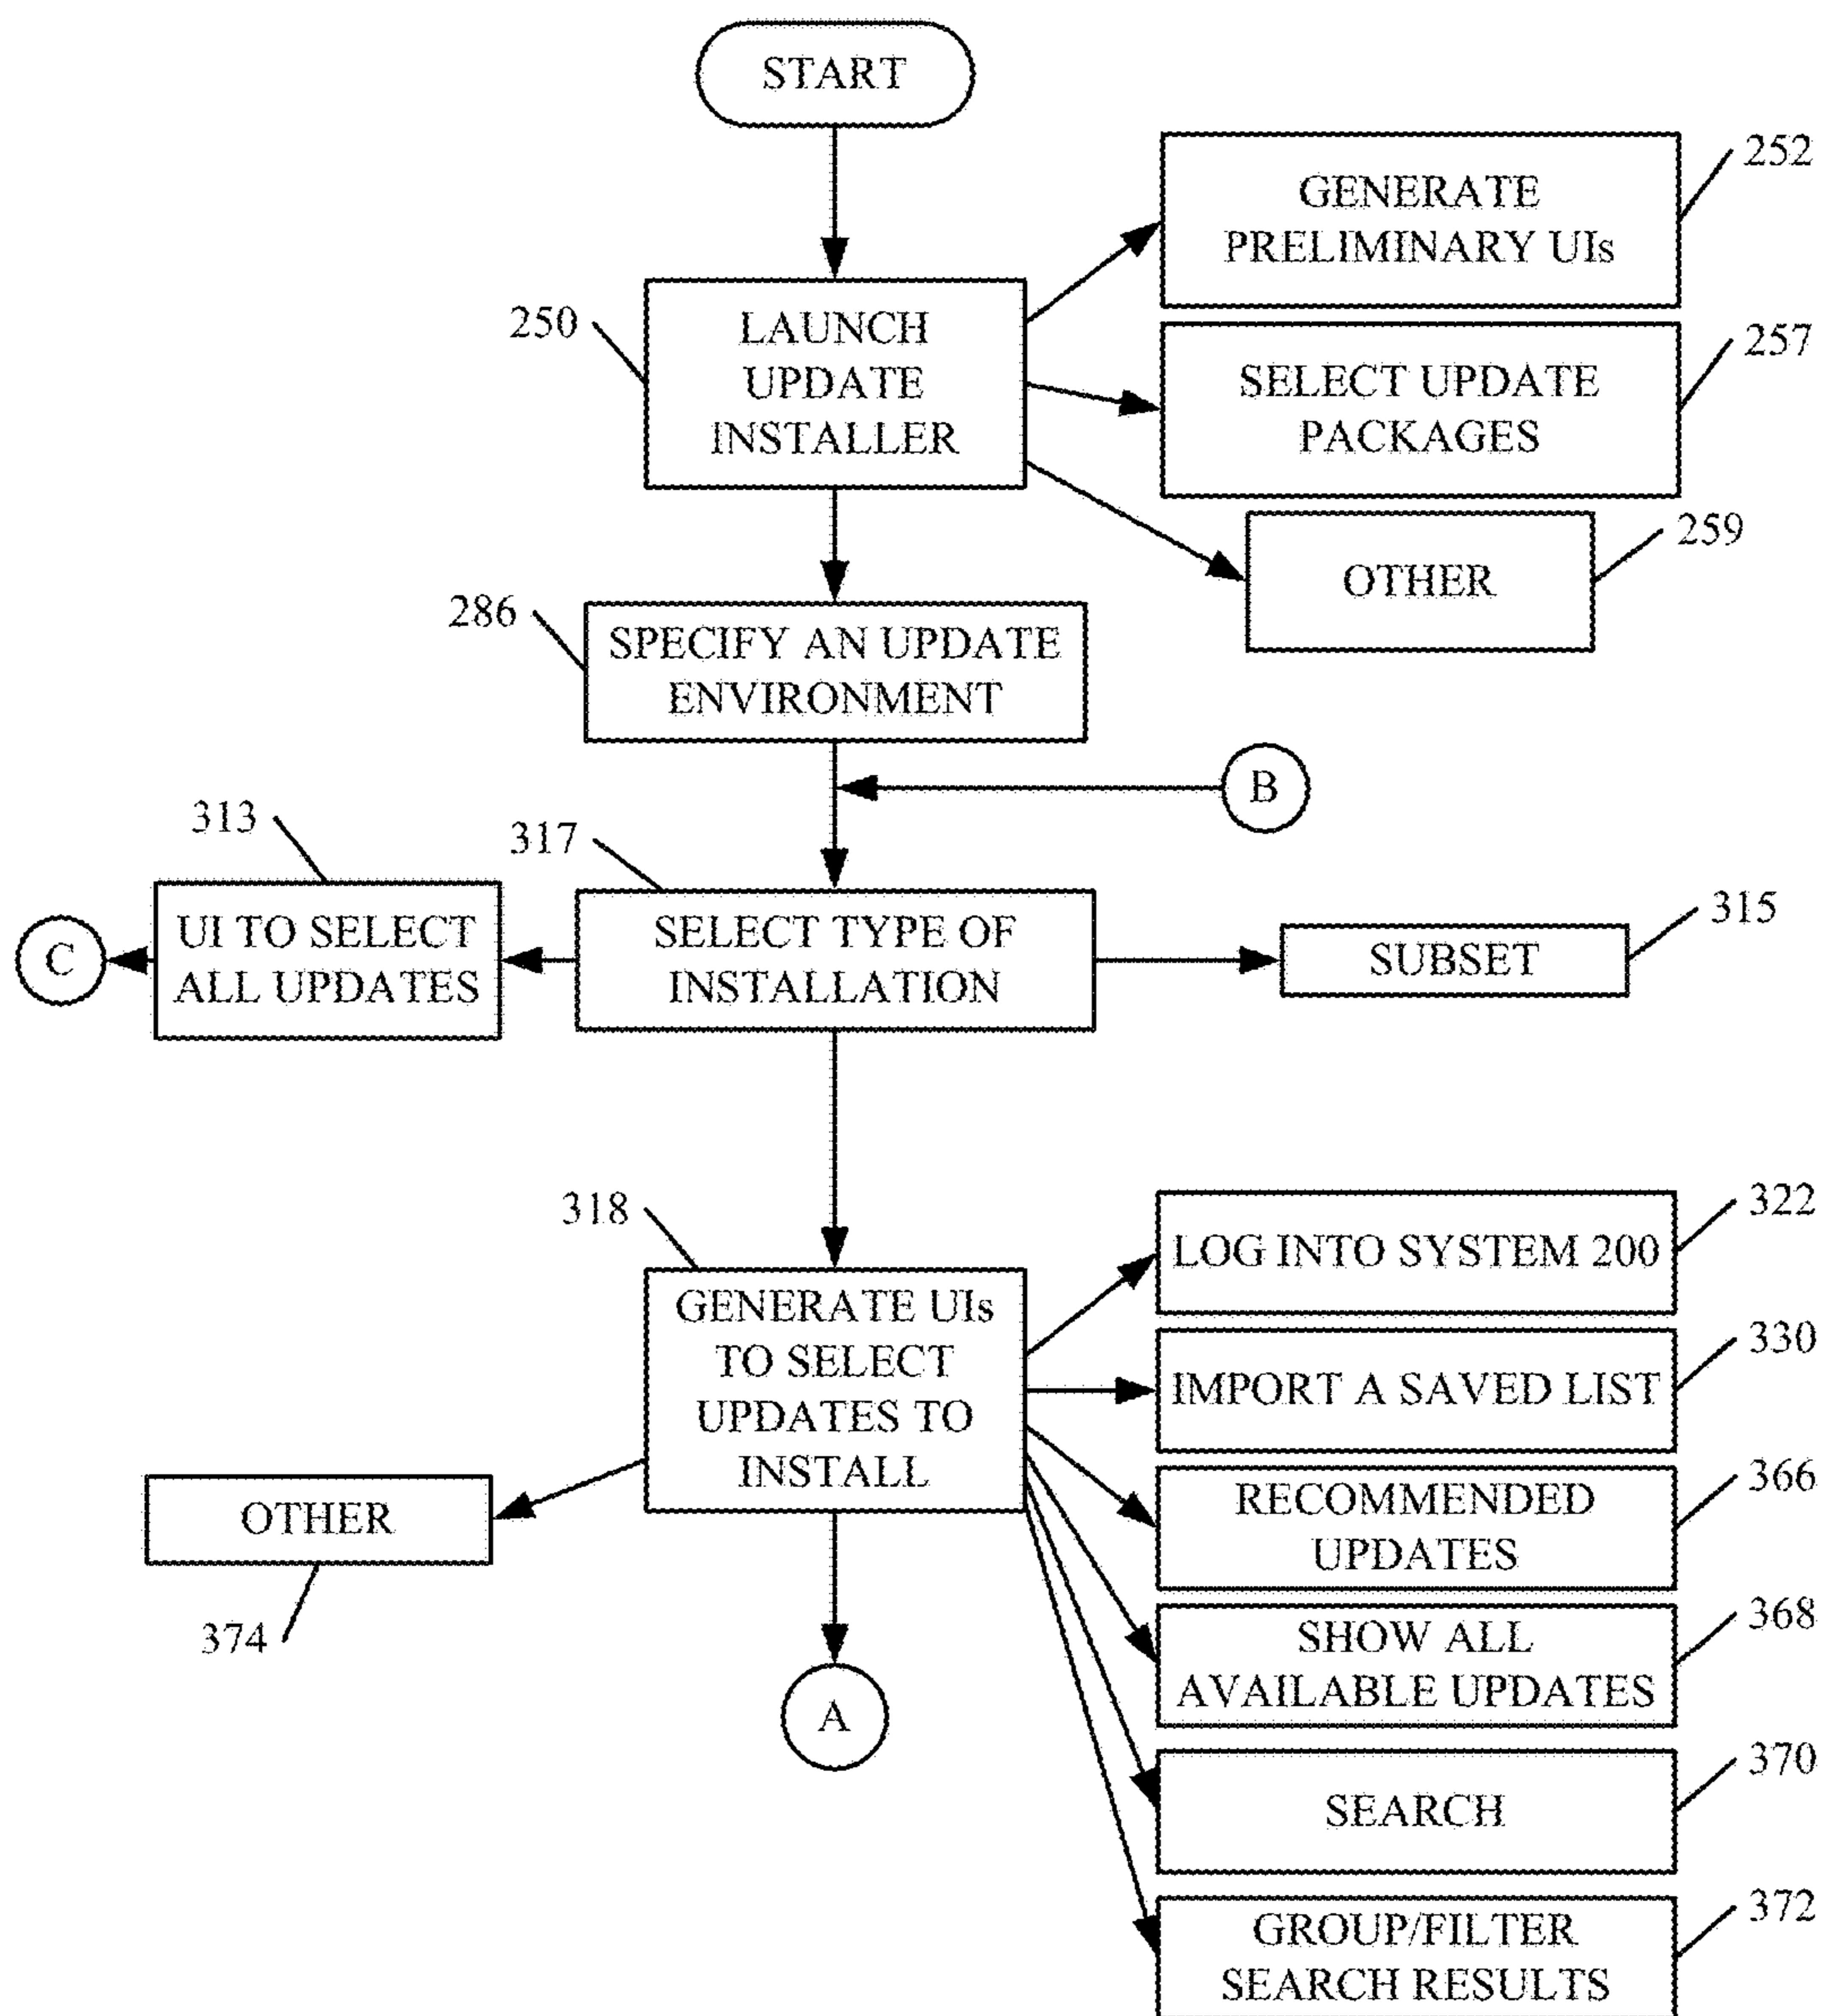 START
252
GENERATE
PRELIMINARY UIs
250
LAUNCH
UPDATE
INSTALLER
257
SELECT UPDATE
PACKAGES
259
OTHER
286
SPECIFY AN UPDATE
ENVIRONMENT
B
313
317
C
UI TO SELECT
ALL UPDATES
SELECT TYPE OF
INSTALLATION
315
SUBSET
318
GENERATE UIs
TO SELECT
UPDATES TO
INSTALL
322
LOG INTO SYSTEM 200
330
IMPORT A SAVED LIST
366
RECOMMENDED
UPDATES
OTHER
374
368
SHOW ALL
AVAILABLE UPDATES
A
370
SEARCH
372
GROUP/FILTER
SEARCH RESULTS